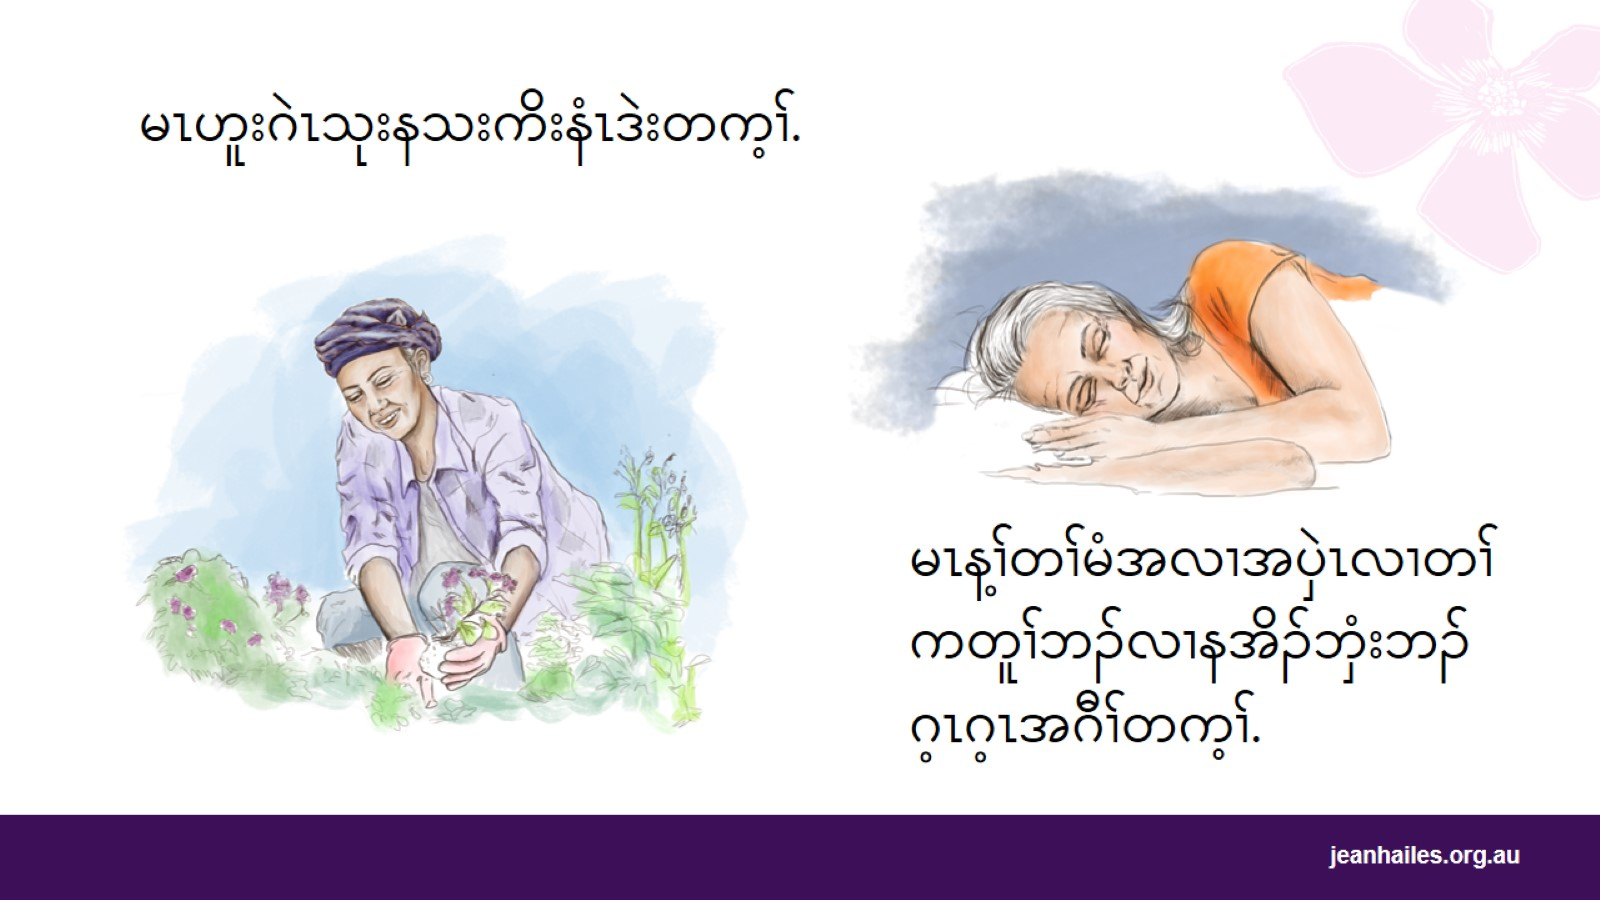 မၤဟူးဂဲၤသုးနသးကိးနံၤဒဲးတက့ၢ်.
မၤန့ၢ်တၢ်မံအလၢအပှဲၤလၢတၢ်
ကတူၢ်ဘၣ်လၢနအိၣ်ဘှံးဘၣ်
ဂ့ၤဂ့ၤအဂီၢ်တက့ၢ်.
jeanhailes.org.au